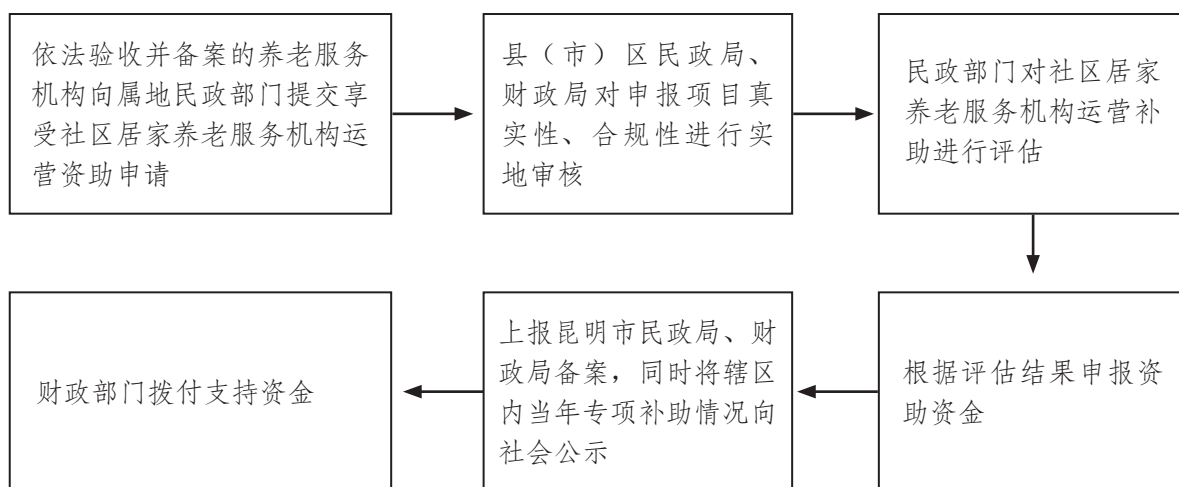 依法验收并备案的养老服务
机构向属地民政部门提交享
受社区居家养老服务机构运
营资助申请
县（市）区民政局、
财政局对申报项目真
实性、合规性进行实
地审核
民政部门对社区居家
养老服务机构运营补
助进行评估
根据评估结果申报资
助资金
上报昆明市民政局、财
政局备案，同时将辖区
内当年专项补助情况向
社会公示
财政部门拨付支持资金